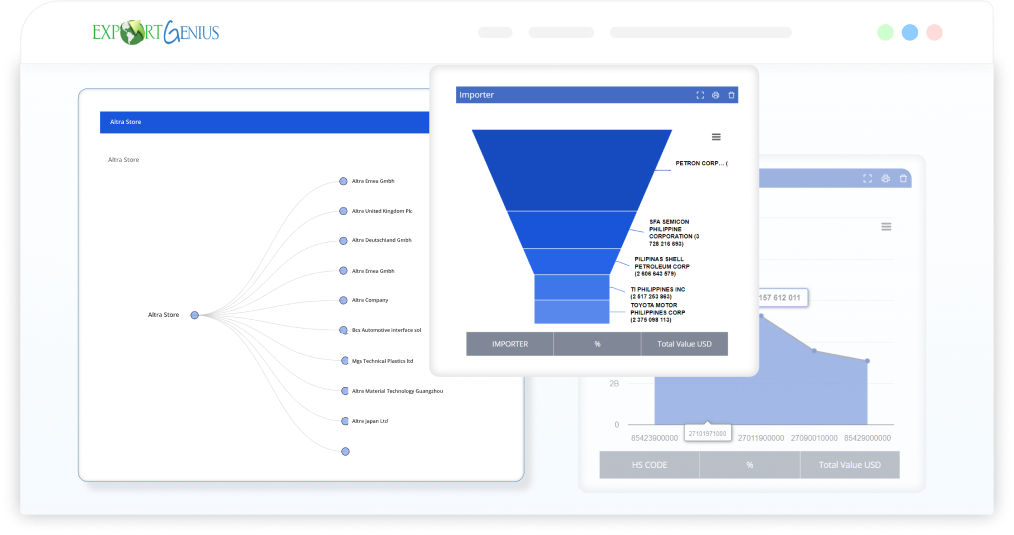 EXPORT GENIUS
Altra Store
Altra Store
Altra Emea Gmbh
Altra United Kingdom Plc
Altra Deutschland Gmbh
Altra Emea Gmbh
Altra Company
Altra Store
Bcs Automotive Interface sol
Mgs Technical Plastics ltd
Altra Material Technology Guangzhou
Altra Japan Ltd
Importer
PETRON CORP... (
SFA SEMICON
PHILIPPINE
CORPORATION (3
728 216 693)
PILIPINAS SHELL
PETROLEUM CORP
(2 606 643 579)
TI PHILIPPINES INC
(2 517 253 863)
TOYOTA MOTOR
PHILIPPINES CORP
(2 375 098 113)
IMPORTER % Total Value USD
157 612 011
2B
0
85423900000 27101971000 27011900000 27090010000 85429000000
HS CODE % Total Value USD